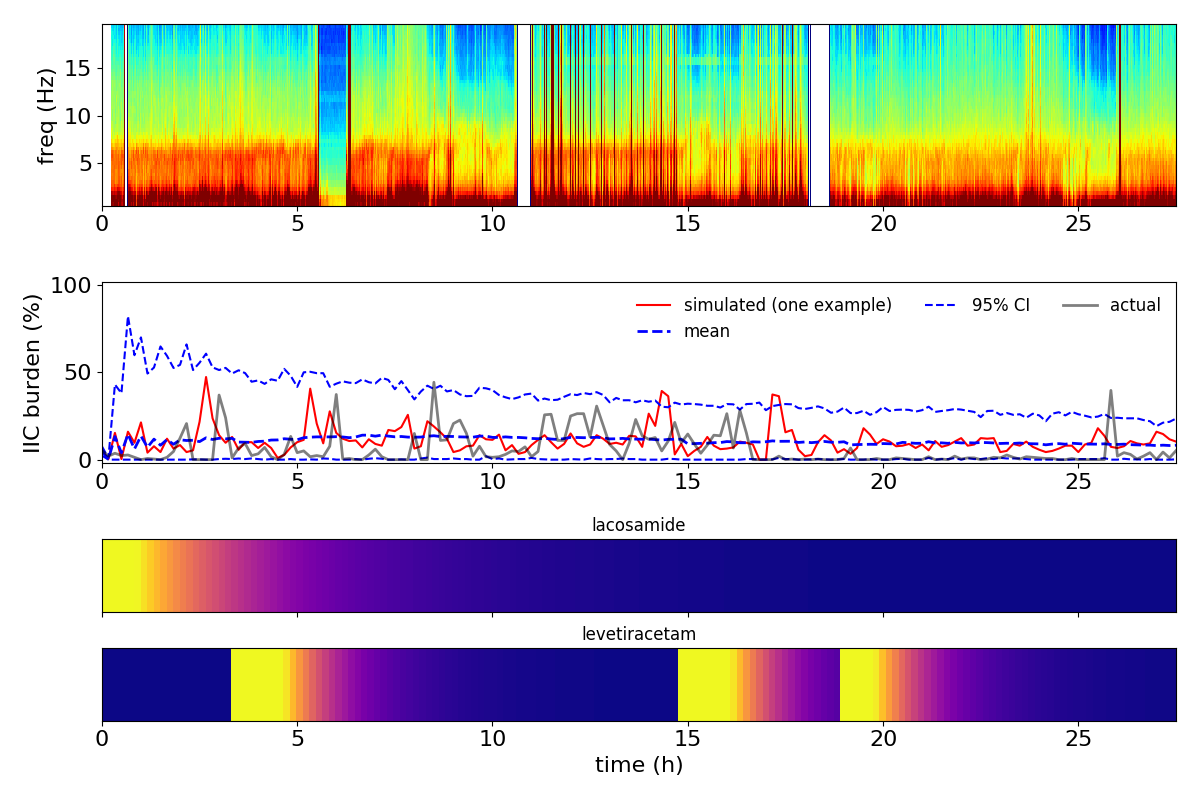 freq (Hz)
15
10
5
0 5 10 15 20 25
IIC burden (%)
100
50
0
simulated (one example) 95% CI actual
mean
0 5 10 15 20 25
lacosamide
levetiracetam
0 5 10 15 20 25
time (h)